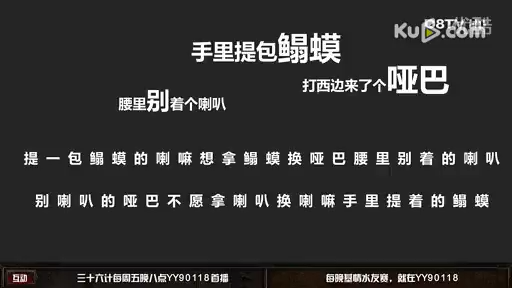 Ku6.com
手里提包鳎蟆
打西边来了个哑巴
腰里别着个喇叭
提一包鳎蟆的喇嘛想拿鳎蟆换哑巴腰里别着的喇叭
别喇叭的哑巴不愿拿喇叭换喇嘛手里提着的鳎蟆
互动 三十六计每周五晚八点YY90118首播 每晚基情水友赛，就在YY90118